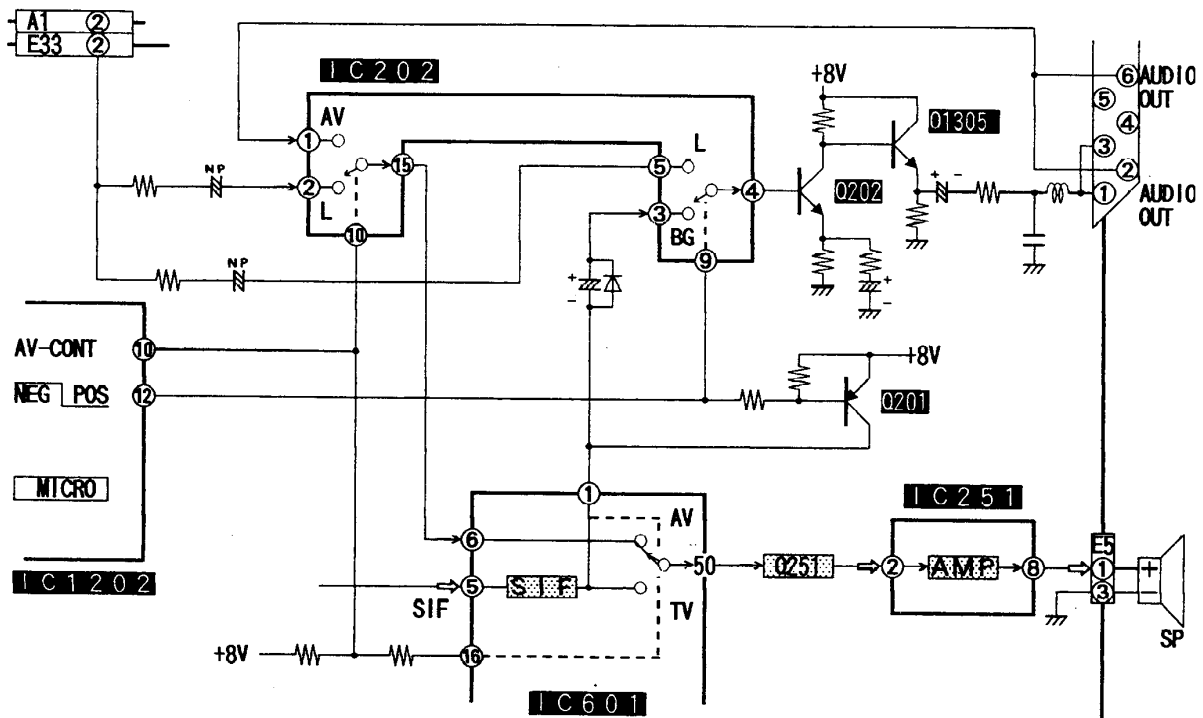 A1 2
E33 2
IC202
AV
1
2
L
15
10
NP
NP
L
5
3
BG
4
9
+8V
Q1305
Q202
+ -
+
-
+
-
6 AUDIO
OUT
5
4
3
2
1 AUDIO
OUT
AV-CONT 10
NEG POS 12
MICRO
IC1202
+8V
Q201
1
AV
6
5
SIF
SIF
TV
50
16
+8V
IC601
Q251
IC251
2
AMP
8
E5
1
3
+
-
SP